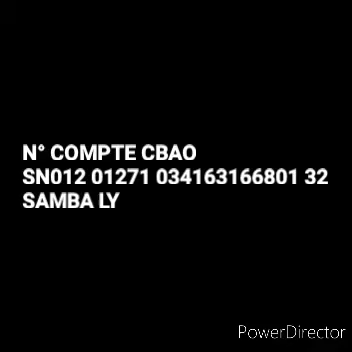 N° COMPTE CBAO
SN012 01271 034163166801 32
SAMBA LY
PowerDirector